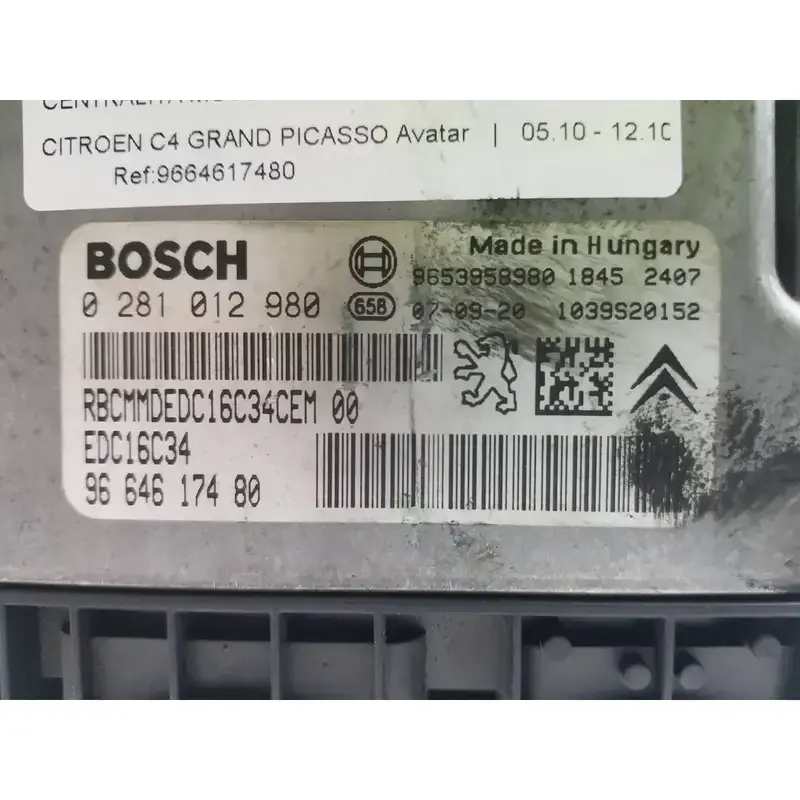 CITROEN C4 GRAND PICASSO Avatar | 05.10 - 12.10
Ref:9664617480
BOSCH
Made in Hungary
9653958980 1845 2407
0 281 012 980
65B
07-09-20 1039S20152
RBCMMDEDC16C34CEM 00
EDC16C34
96 646 174 80